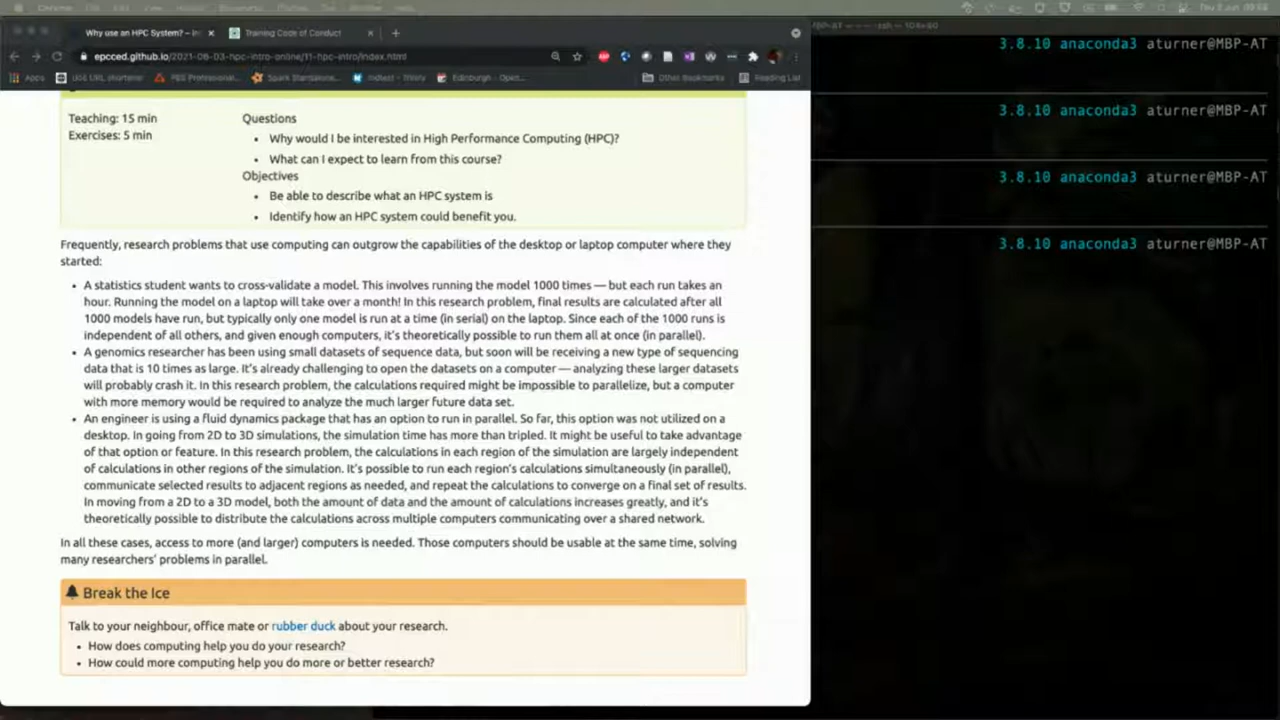 Why use an HPC System? – In
Training Code of Conduct
MBP-AT — — -ssh — 104×60
epcced.github.io/2021-06-03-hpc-intro-online/11-hpc-intro/index.html
Apps
UoE URL shortener
PBS Professional...
Spark Standalone...
Edinburgh - Open...
Other Bookmarks
Reading List
3.8.10 anaconda3 aturner@MBP-AT
3.8.10 anaconda3 aturner@MBP-AT
3.8.10 anaconda3 aturner@MBP-AT
3.8.10 anaconda3 aturner@MBP-AT
Teaching: 15 min
Exercises: 5 min
Questions
• Why would I be interested in High Performance Computing (HPC)?
• What can I expect to learn from this course?
Objectives
• Be able to describe what an HPC system is
• Identify how an HPC system could benefit you.
Frequently, research problems that use computing can outgrow the capabilities of the desktop or laptop computer where they
started:
• A statistics student wants to cross-validate a model. This involves running the model 1000 times — but each run takes an
hour. Running the model on a laptop will take over a month! In this research problem, final results are calculated after all
1000 models have run, but typically only one model is run at a time (in serial) on the laptop. Since each of the 1000 runs is
independent of all others, and given enough computers, it's theoretically possible to run them all at once (in parallel).
• A genomics researcher has been using small datasets of sequence data, but soon will be receiving a new type of sequencing
data that is 10 times as large. It's already challenging to open the datasets on a computer — analyzing these larger datasets
will probably crash it. In this research problem, the calculations required might be impossible to parallelize, but a computer
with more memory would be required to analyze the much larger future data set.
• An engineer is using a fluid dynamics package that has an option to run in parallel. So far, this option was not utilized on a
desktop. In going from 2D to 3D simulations, the simulation time has more than tripled. It might be useful to take advantage
of that option or feature. In this research problem, the calculations in each region of the simulation are largely independent
of calculations in other regions of the simulation. It's possible to run each region's calculations simultaneously (in parallel),
communicate selected results to adjacent regions as needed, and repeat the calculations to converge on a final set of results.
In moving from a 2D to a 3D model, both the amount of data and the amount of calculations increases greatly, and it's
theoretically possible to distribute the calculations across multiple computers communicating over a shared network.
In all these cases, access to more (and larger) computers is needed. Those computers should be usable at the same time, solving
many researchers' problems in parallel.
Break the Ice
Talk to your neighbour, office mate or rubber duck about your research.
• How does computing help you do your research?
• How could more computing help you do more or better research?